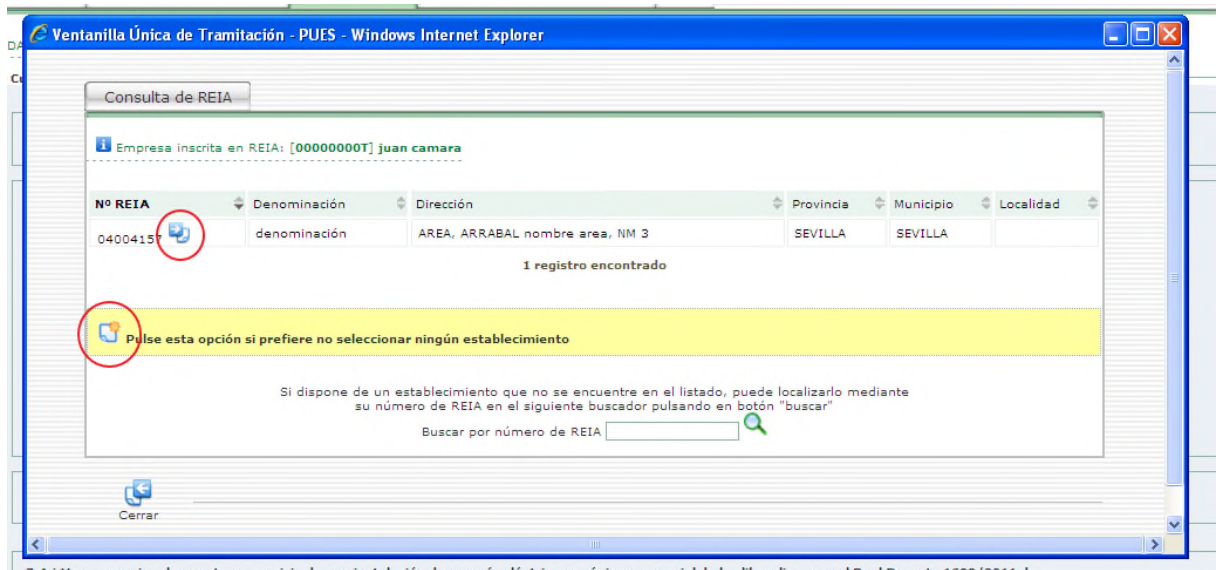 Ventanilla Única de Tramitación - PUES - Windows Internet Explorer
Consulta de REIA
Empresa inscrita en REIA: [00000000T] juan camara
Nº REIA Denominación Dirección Provincia Municipio Localidad
04004157 denominación AREA, ARRABAL nombre area, NM 3 SEVILLA SEVILLA
1 registro encontrado
Pulse esta opción si prefiere no seleccionar ningún establecimiento
Si dispone de un establecimiento que no se encuentre en el listado, puede localizarlo mediante
su número de REIA en el siguiente buscador pulsando en botón "buscar"
Buscar por número de REIA
Cerrar